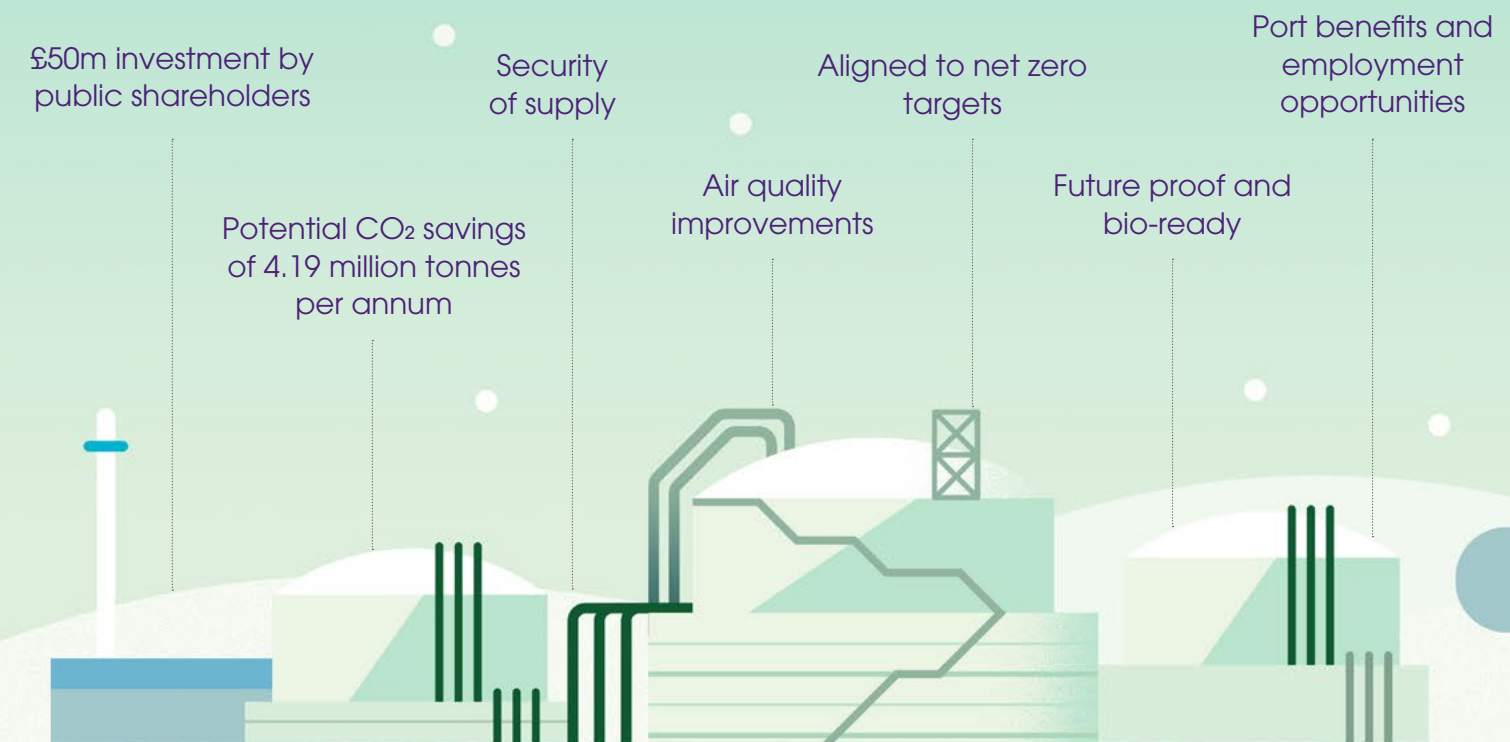 £50m investment by
public shareholders
Potential CO₂ savings
of 4.19 million tonnes
per annum
Security
of supply
Air quality
improvements
Aligned to net zero
targets
Future proof and
bio-ready
Port benefits and
employment
opportunities